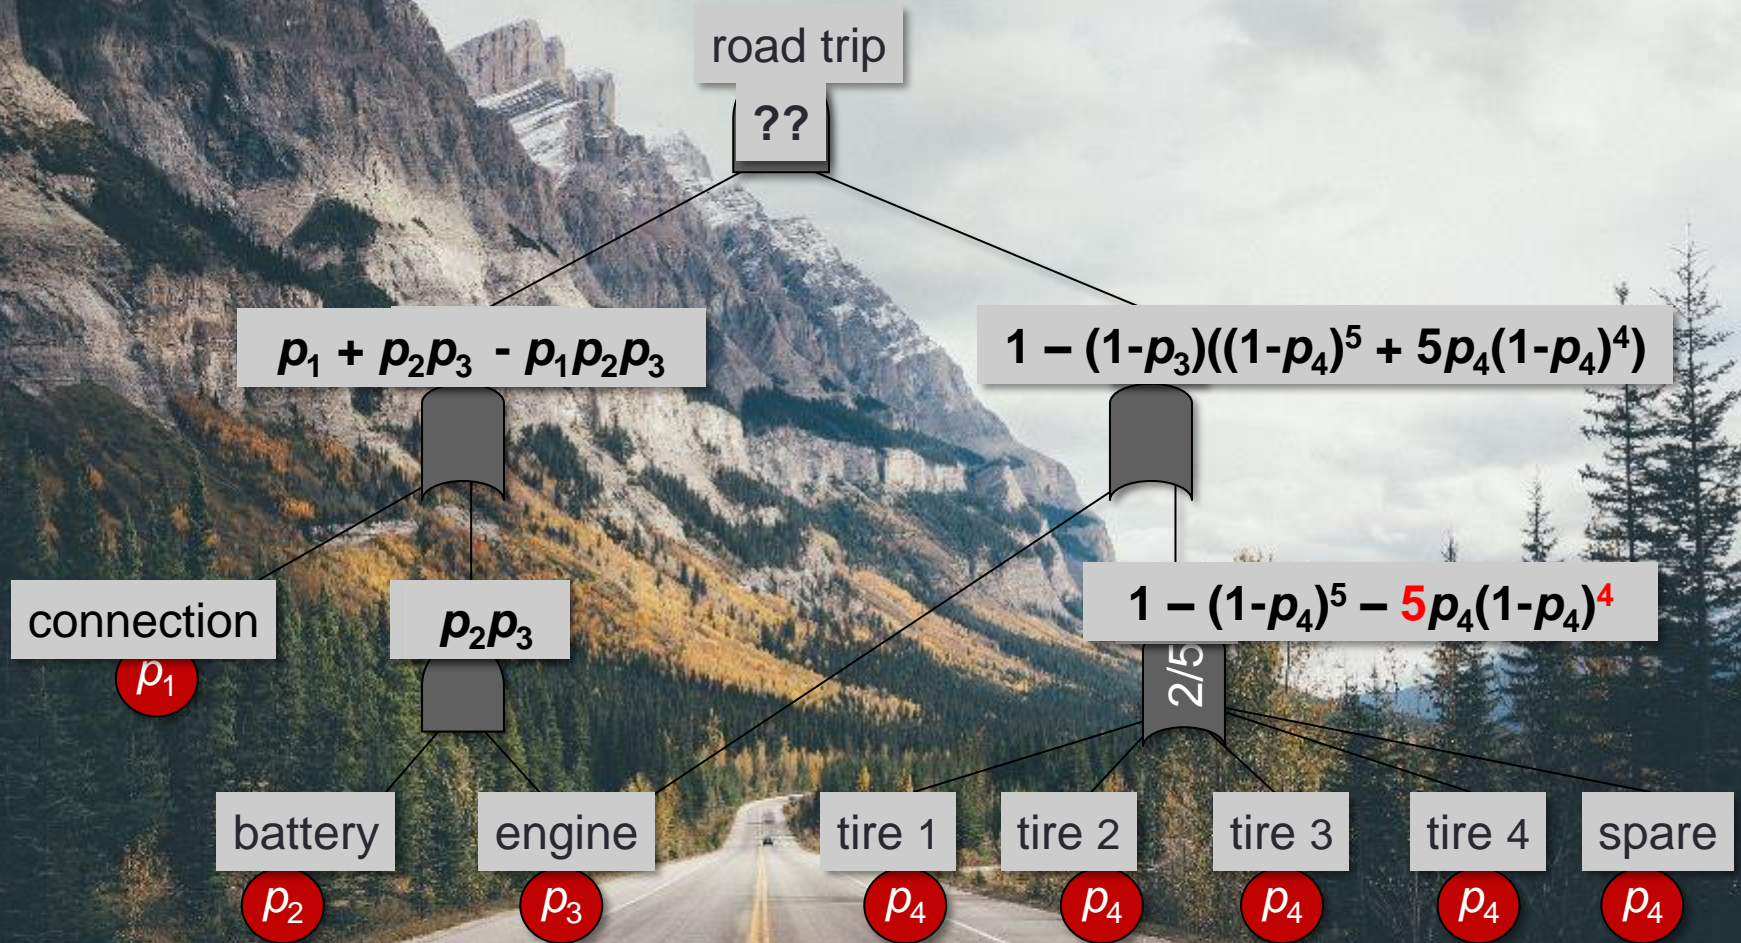 road trip
??
p₁ + p₂p₃ - p₁p₂p₃
1 – (1-p₃)((1-p₄)⁵ + 5p₄(1-p₄)⁴)
connection
p₂p₃
1 – (1-p₄)⁵ – 5p₄(1-p₄)⁴
p₁
2/5
battery
engine
tire 1
tire 2
tire 3
tire 4
spare
p₂
p₃
p₄
p₄
p₄
p₄
p₄